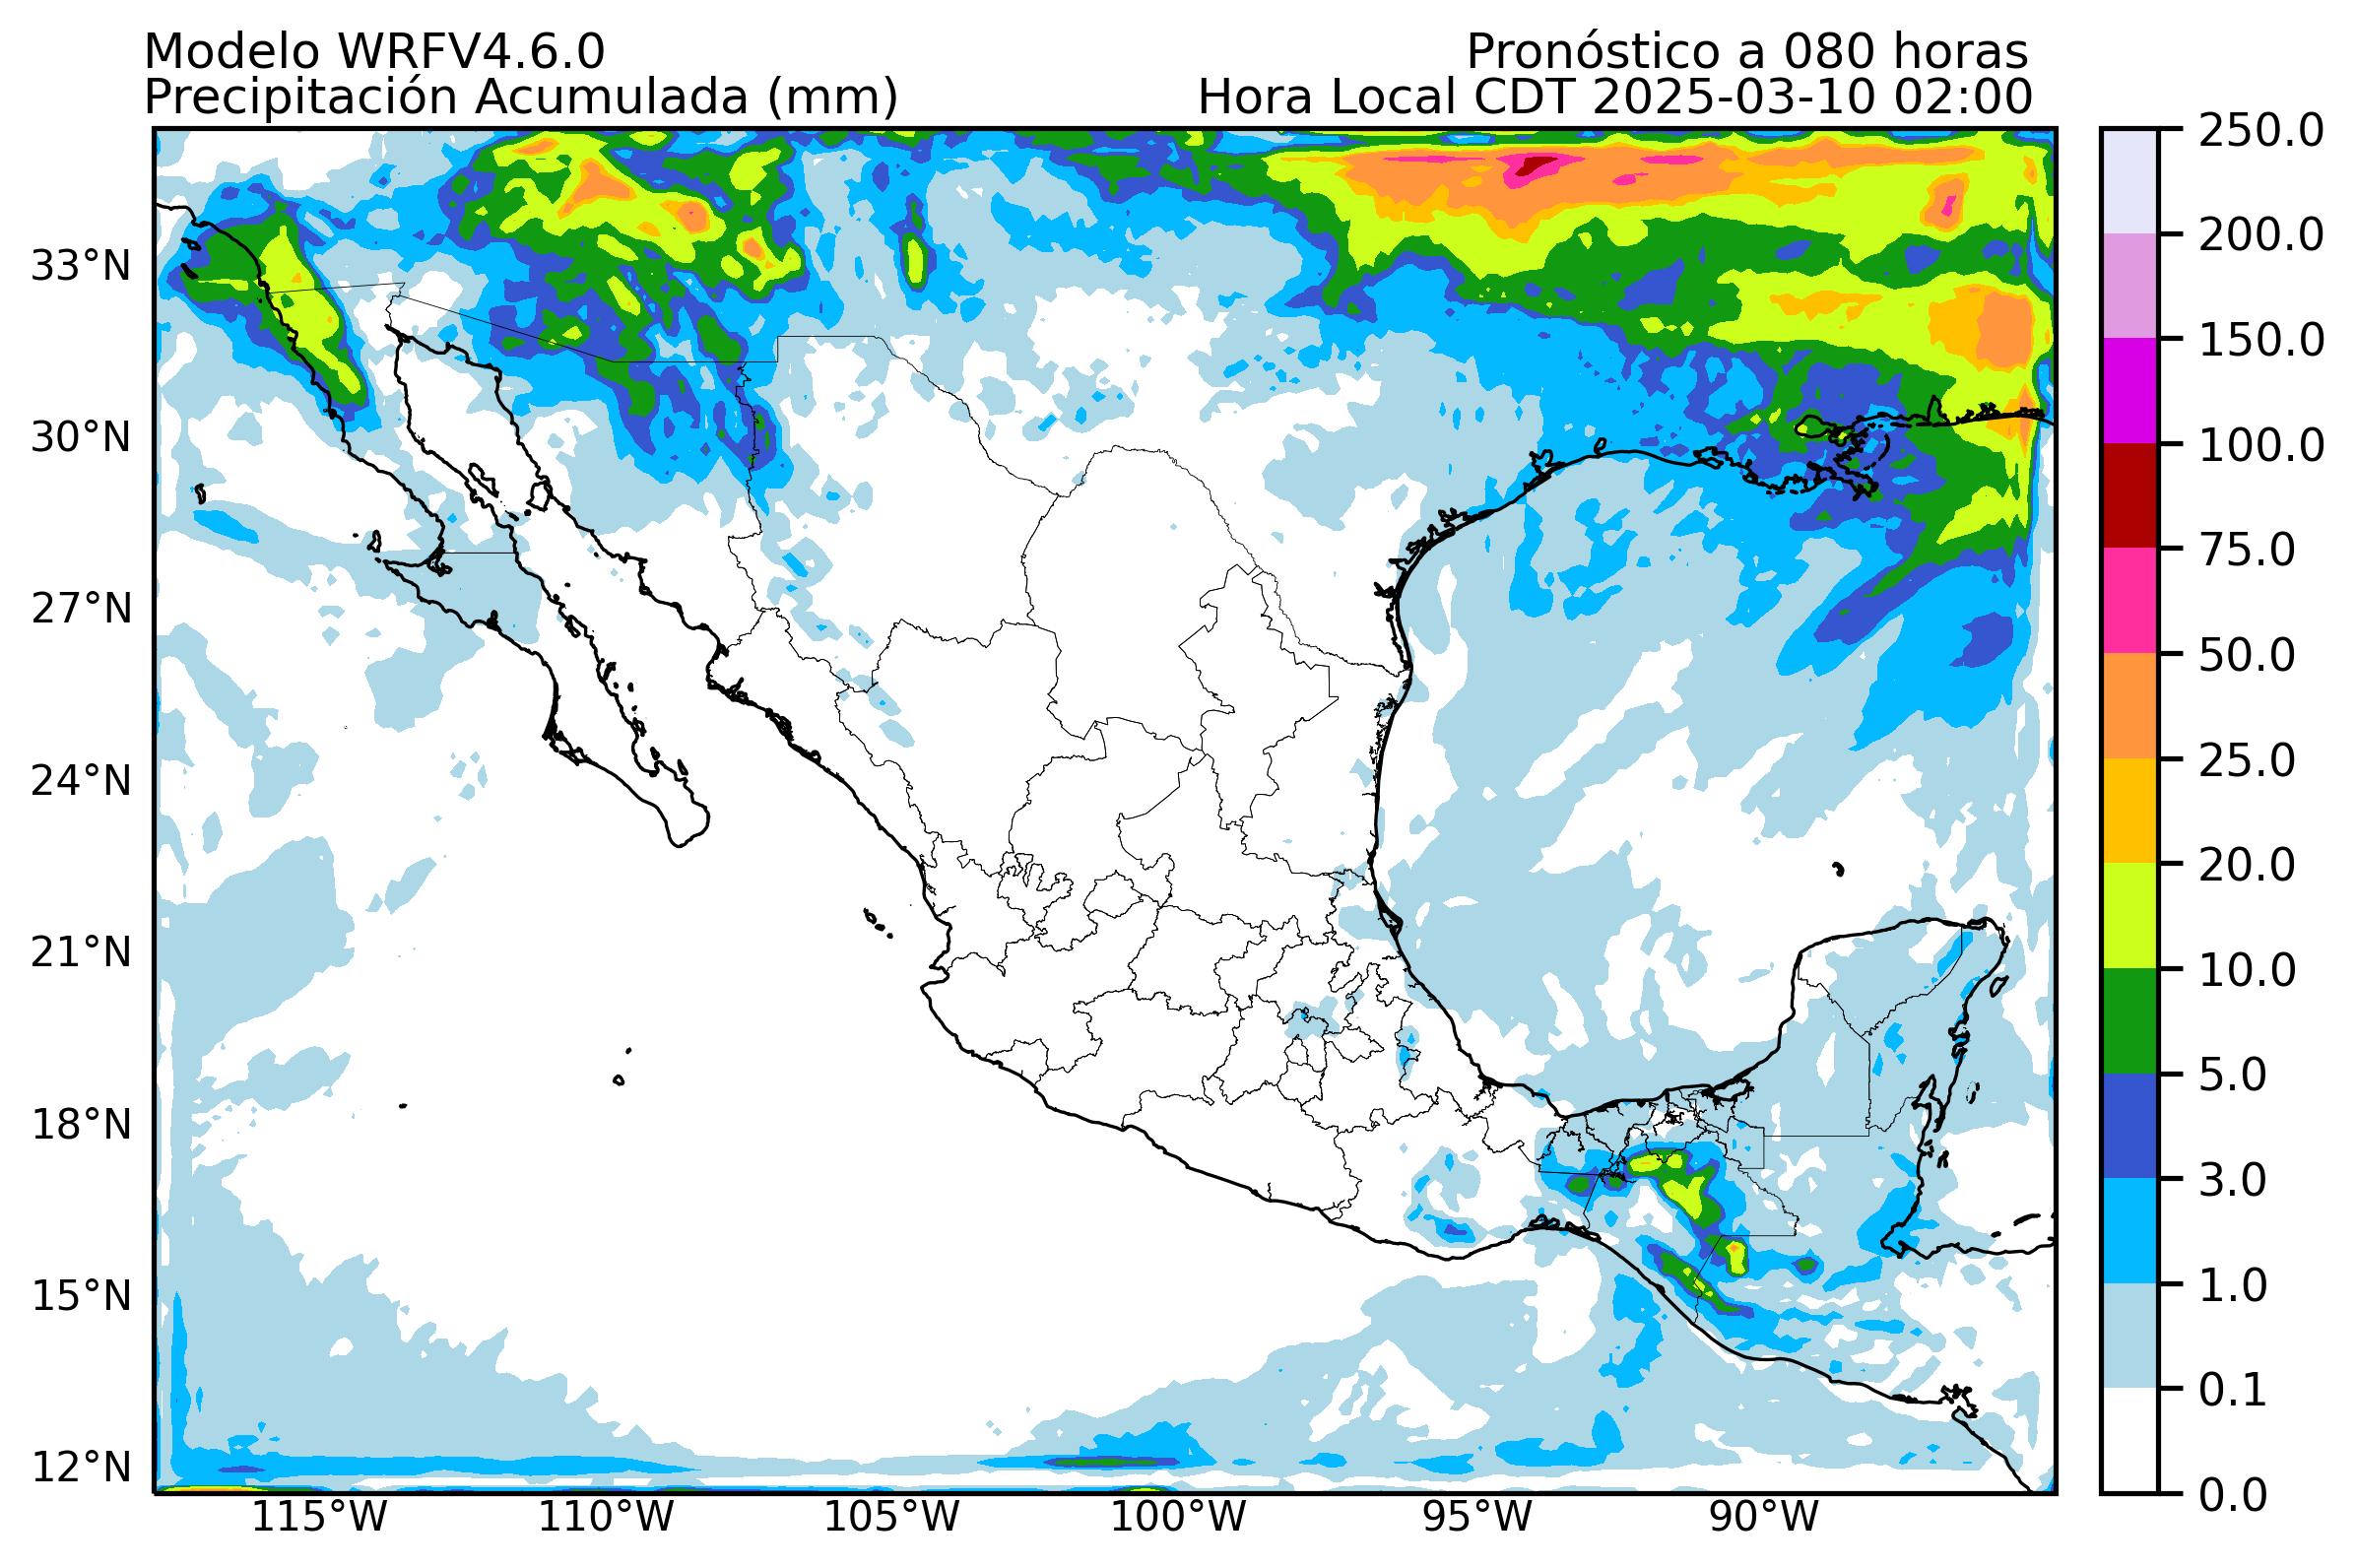 Modelo WRFV4.6.0
Pronóstico a 080 horas
Precipitación Acumulada (mm)
Hora Local CDT 2025-03-10 02:00
250.0
200.0
150.0
100.0
75.0
50.0
25.0
20.0
10.0
5.0
3.0
1.0
0.1
0.0
33°N
30°N
27°N
24°N
21°N
18°N
15°N
12°N
115°W
110°W
105°W
100°W
95°W
90°W